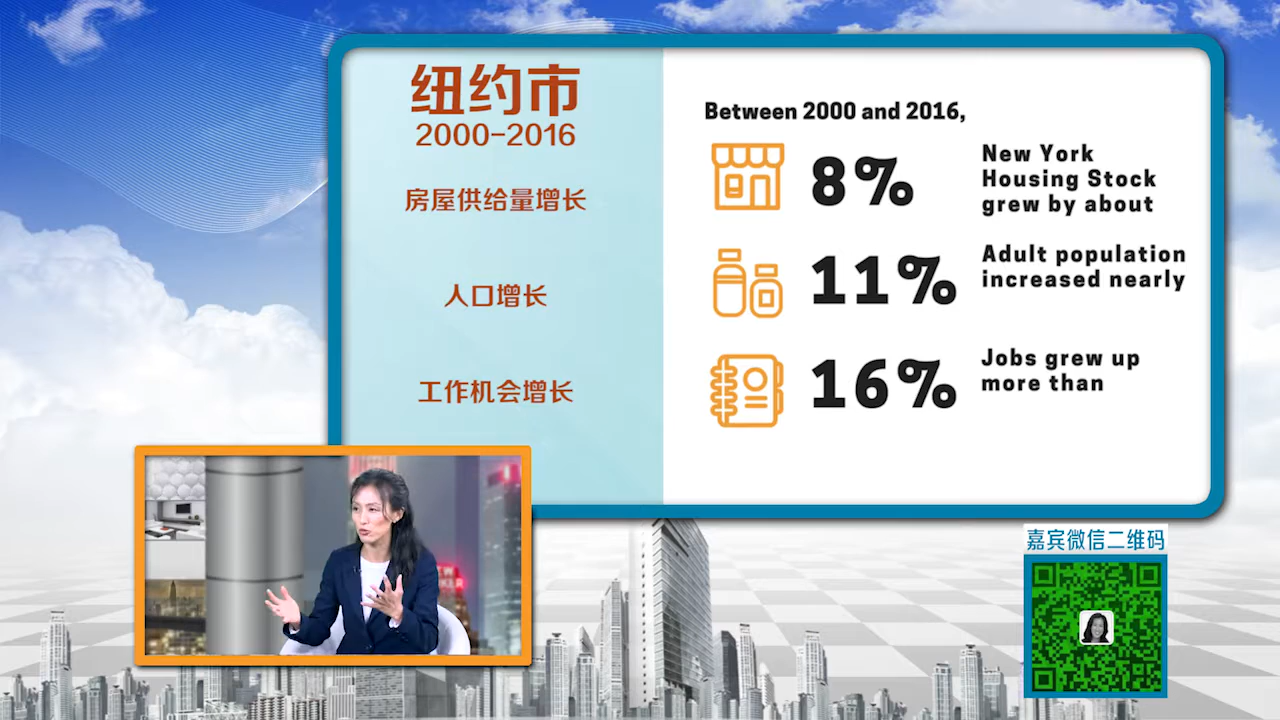 纽约市
2000-2016
房屋供给量增长
人口增长
工作机会增长
Between 2000 and 2016,
8%
New York
Housing Stock
grew by about
11%
Adult population
increased nearly
16%
Jobs grew up
more than
嘉宾微信二维码